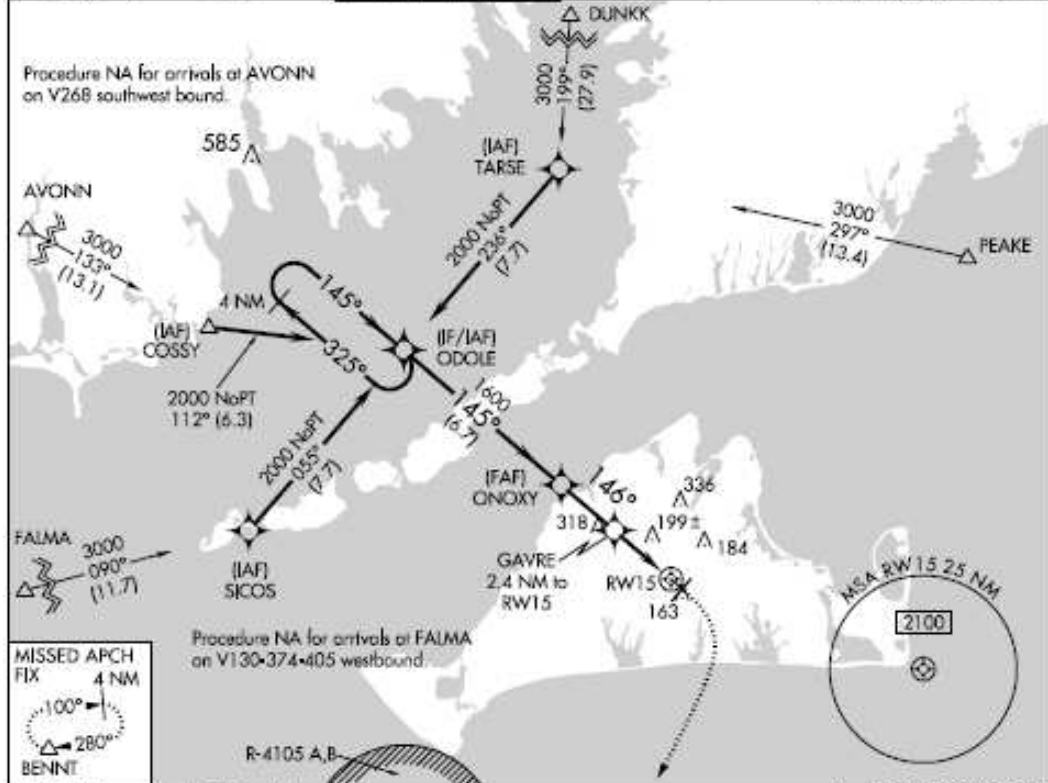 DUNKK
3000
199°
(27.9)
Procedure NA for arrivals at AVONN
on V268 southwest bound.
585
(IAF)
TARSE
AVONN
3000
133°
(13.1)
2000 NoPT
236°
(7.7)
3000
297°
(13.4)
PEAKE
4 NM
145°
(IAF)
COSSY
325°
(IF/IAF)
ODOLE
2000 NoPT
112° (6.3)
1600
145°
(6.7)
2000 NoPT
055°
(7.7)
(FAF)
ONOXY
146°
336
318
199±
184
FALMA
3000
090°
(11.7)
(IAF)
SICOS
GAVRE
2.4 NM to
RW15
RW15
163
MSA RW15 25 NM
2100
Procedure NA for arrivals at FALMA
on V130-374-405 westbound.
MISSED APCH
FIX
4 NM
100°
280°
BENNT
R-4105 A,B